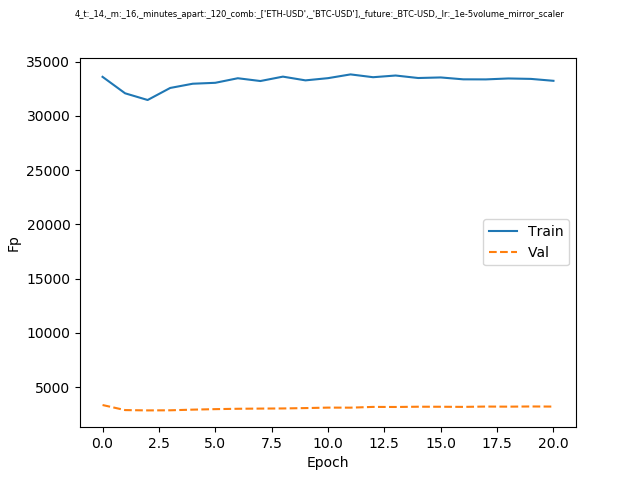 4_t:_14,_m:_16,_minutes_apart:_120_comb:_['ETH-USD',_'BTC-USD'],_future:_BTC-USD,_lr:_1e-5volume_mirror_scaler
35000
30000
25000
20000
15000
10000
5000
Fp
Train
Val
0.0 2.5 5.0 7.5 10.0 12.5 15.0 17.5 20.0
Epoch